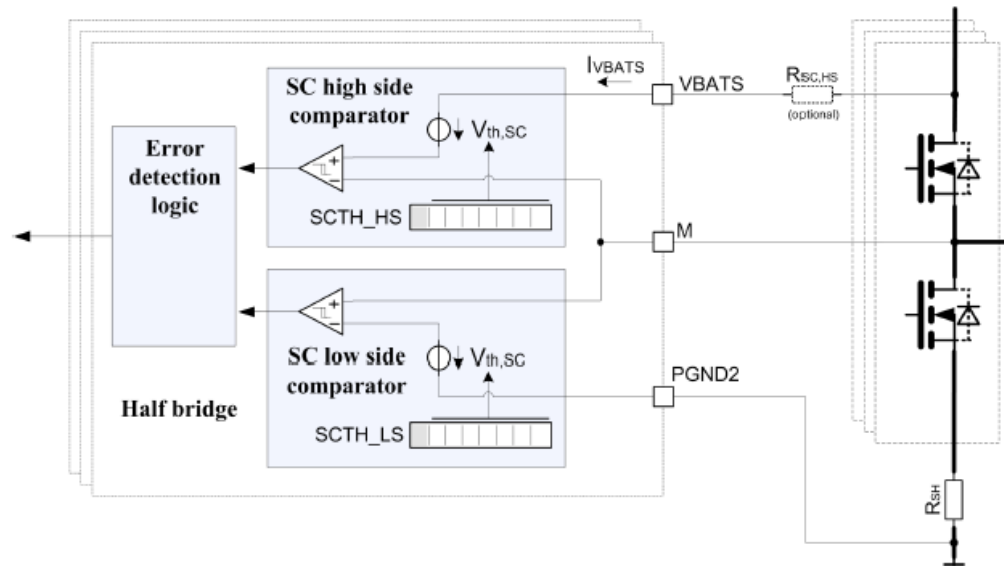 SC high side
comparator
IVBATS
VBATS
RSC,HS
(optional)
Vth,SC
+
−
SCTH_HS
Error
detection
logic
M
+
−
SC low side
comparator
Vth,SC
SCTH_LS
PGND2
Half bridge
RSH